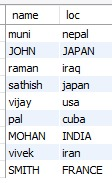 name loc
muni nepal
JOHN JAPAN
raman iraq
sathish japan
vijay usa
pal cuba
MOHAN INDIA
vivek iran
SMITH FRANCE